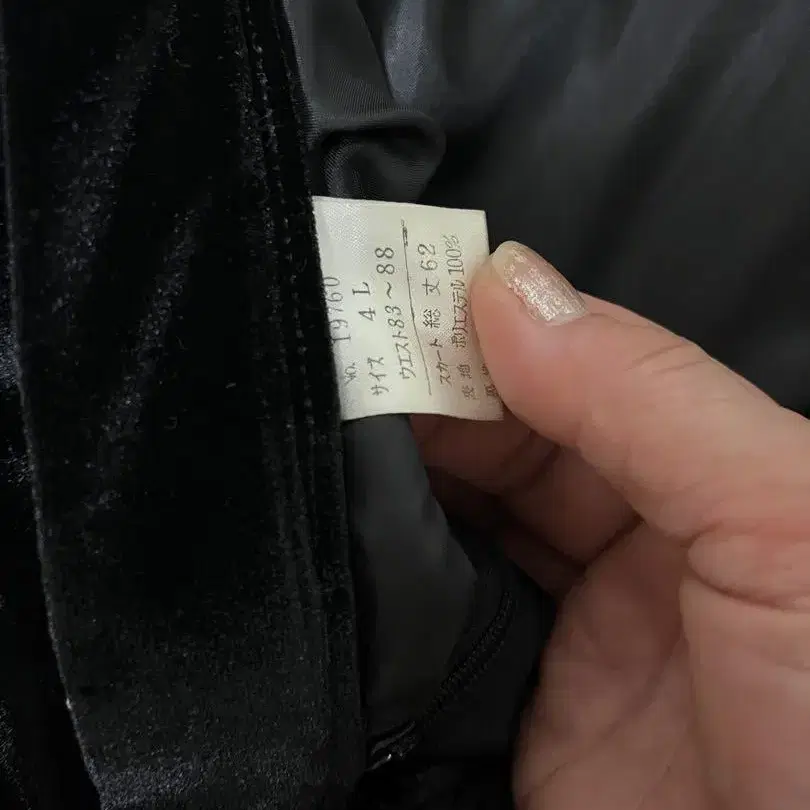 No. 19760
サイズ 4L
ウエスト83～88
スカート総丈62
表地 ポリエステル100%